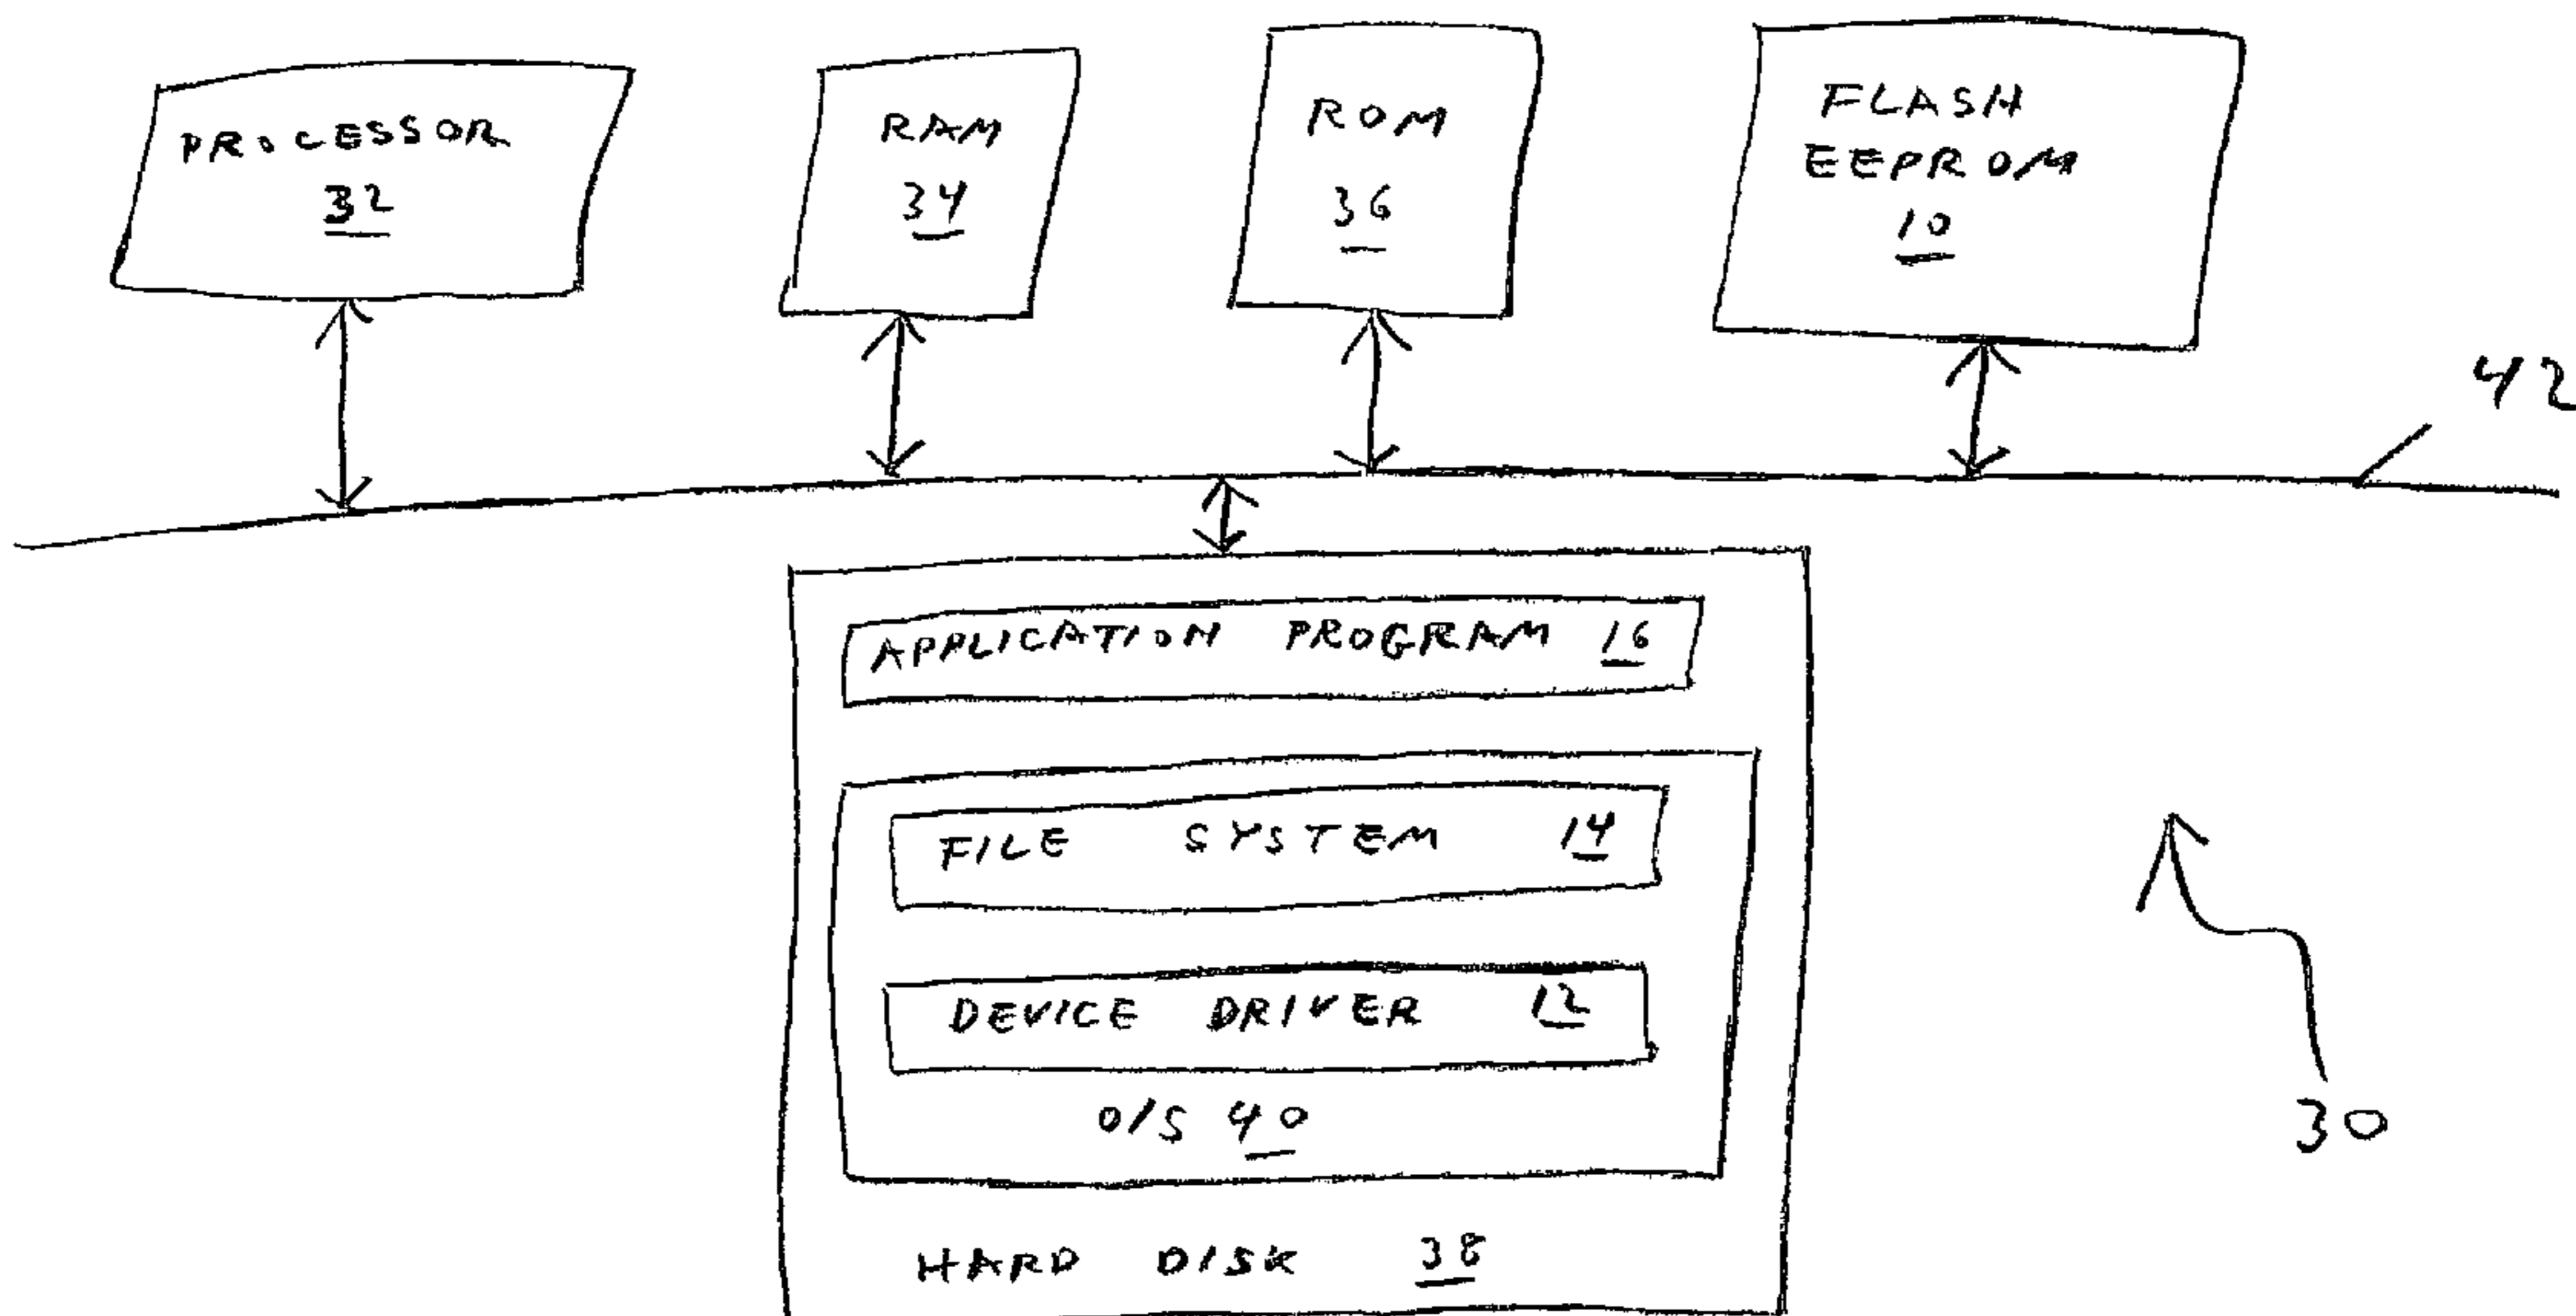 PROCESSOR
32
RAM
34
ROM
36
FLASH
EEPROM
10
42
APPLICATION PROGRAM 16
FILE SYSTEM 14
DEVICE DRIVER 12
O/S 40
HARD DISK 38
30